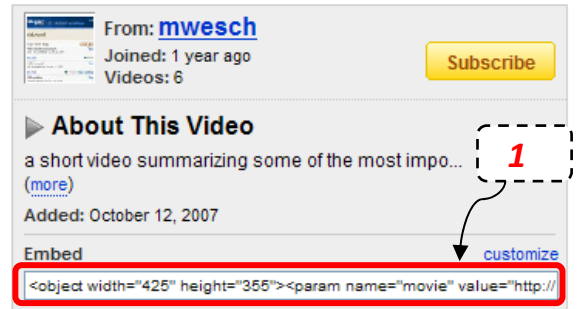 From: mwesch
Joined: 1 year ago
Videos: 6
Subscribe
About This Video
a short video summarizing some of the most impo...
(more)
Added: October 12, 2007
1
Embed
customize
<object width="425" height="355"><param name="movie" value="http://